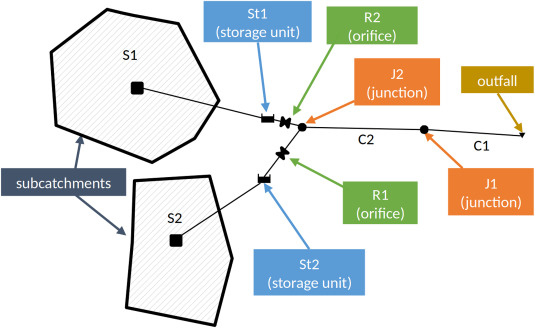 St1
(storage unit)
R2
(orifice)
S1
J2
(junction)
outfall
C2
C1
subcatchments
R1
(orifice)
J1
(junction)
S2
St2
(storage unit)